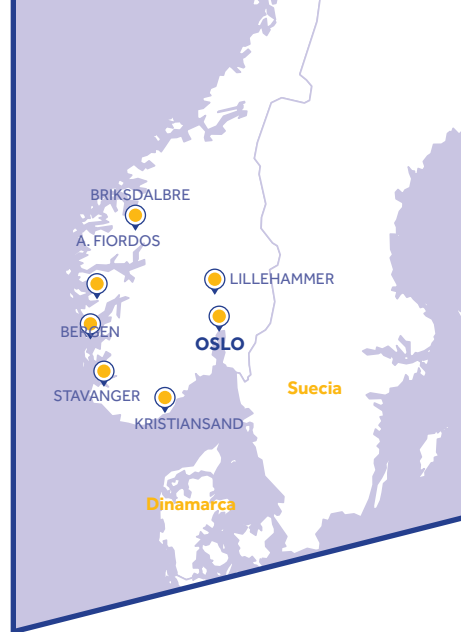 BRIKSDALBRE
A. FIORDOS
LILLEHAMMER
BERGEN
OSLO
Suecia
STAVANGER
KRISTIANSAND
Dinamarca